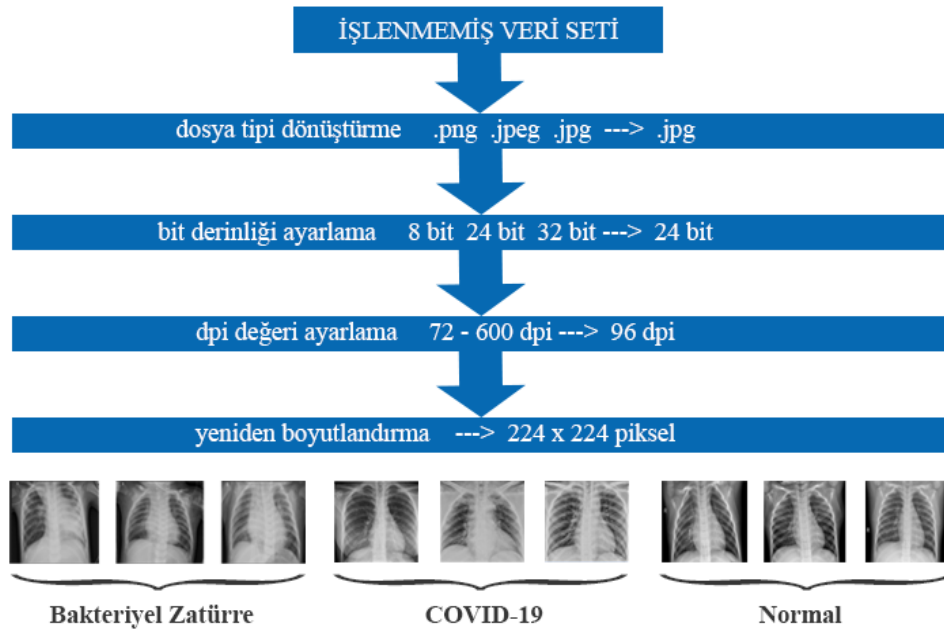 İŞLENMEMİŞ VERİ SETİ
dosya tipi dönüştürme .png .jpeg .jpg ---> .jpg
bit derinliği ayarlama 8 bit 24 bit 32 bit ---> 24 bit
dpi değeri ayarlama 72 - 600 dpi ---> 96 dpi
yeniden boyutlandırma ---> 224 x 224 piksel
Bakteriyel Zatürre COVID-19 Normal